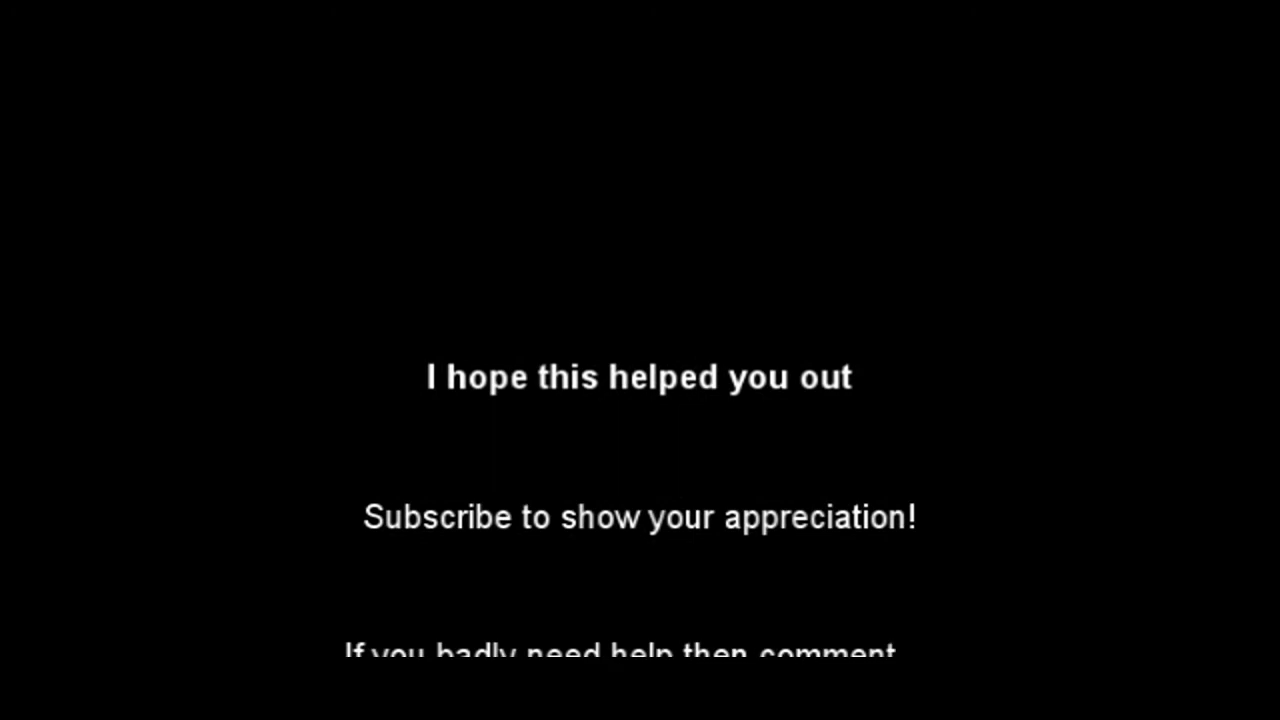 I hope this helped you out
Subscribe to show your appreciation!
If you badly need help then comment